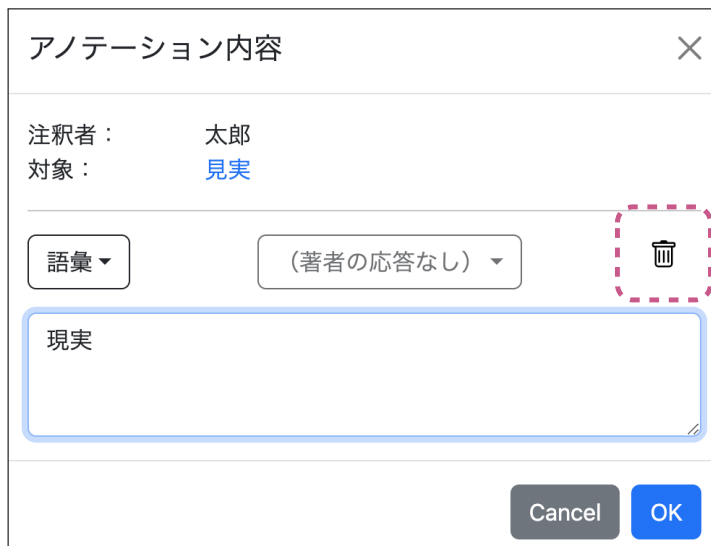 アノテーション内容
注釈者： 太郎
対象： 見実
語彙 （著者の応答なし）
現実
Cancel OK